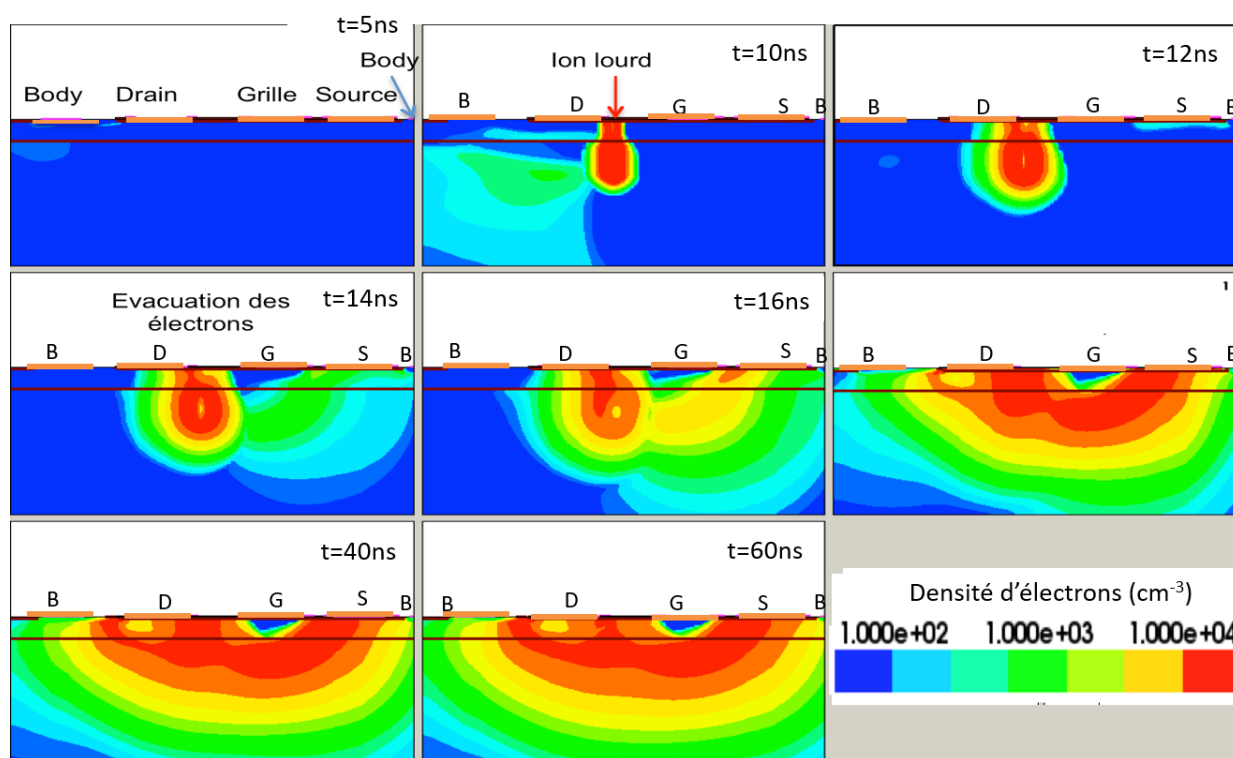 t=5ns
Body
Body Drain Grille Source
Ion lourd
t=10ns
B D G S B
t=12ns
B D G S B
Evacuation des
électrons
t=14ns
B D G S B
t=16ns
B D G S B
B D G S B
t=40ns
B D G S B
t=60ns
B D G S B
Densité d’électrons (cm⁻³)
1.000e+02 1.000e+03 1.000e+04